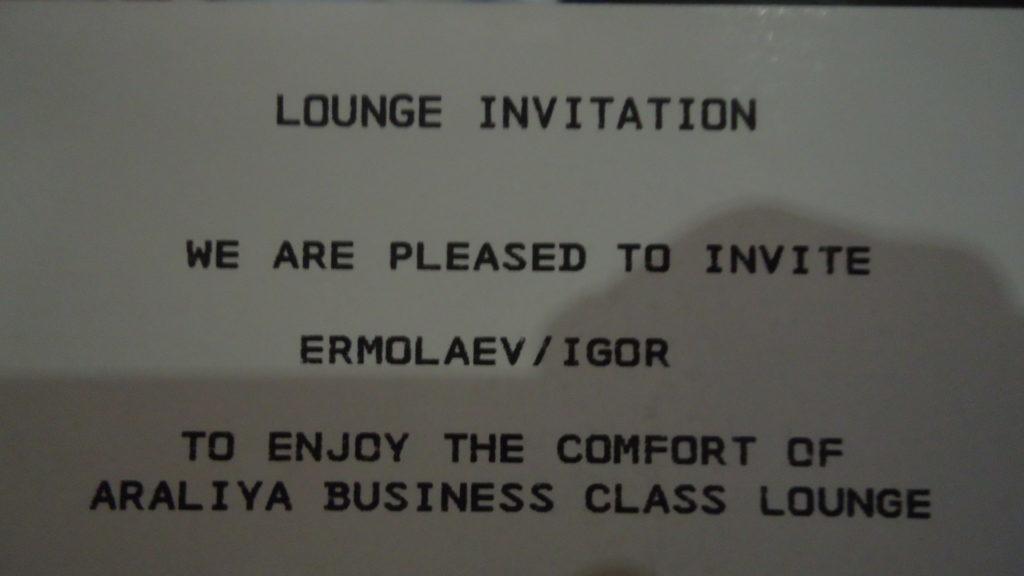 LOUNGE INVITATION
WE ARE PLEASED TO INVITE
ERMOLAEV/IGOR
TO ENJOY THE COMFORT OF
ARALIYA BUSINESS CLASS LOUNGE